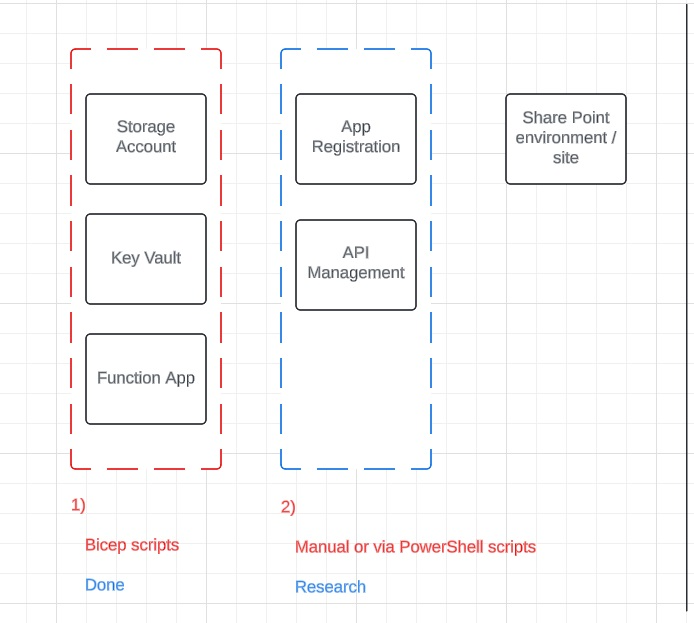 Storage
Account
Key Vault
Function App
App
Registration
API
Management
Share Point
environment /
site
1)
Bicep scripts
Done
2)
Manual or via PowerShell scripts
Research